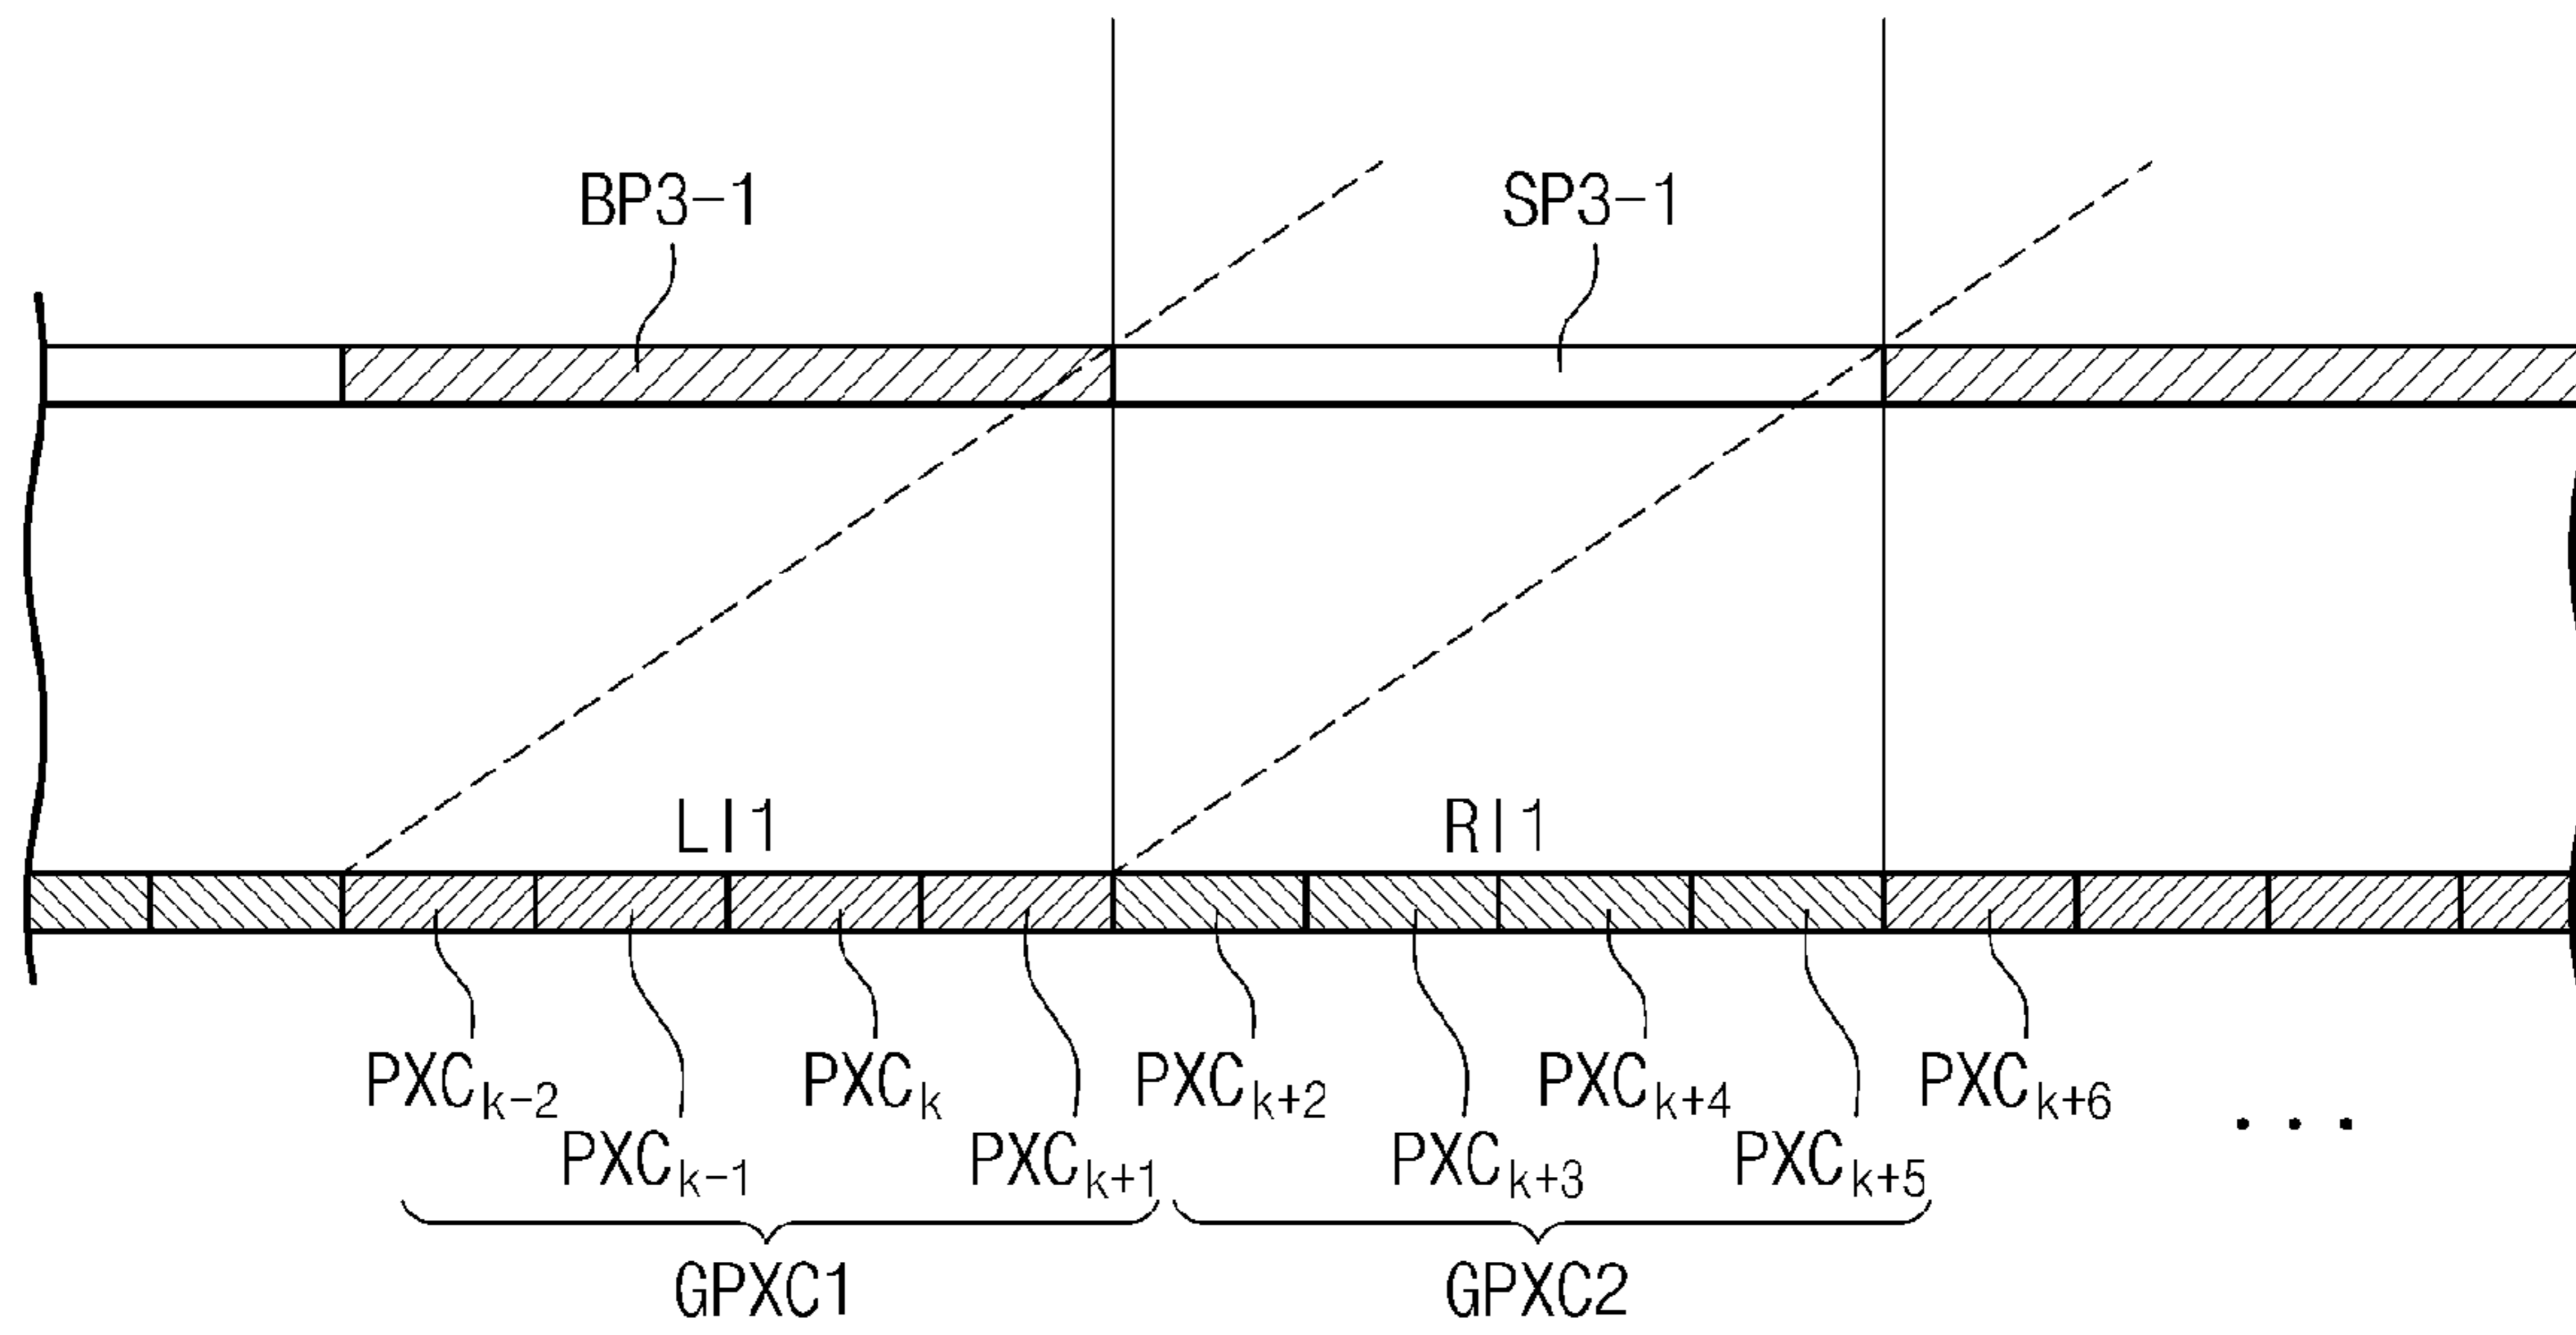 BP3-1 SP3-1
LI1 RI1
PXCk-2 PXCk PXCk+2 PXCk+4 PXCk+6
PXCk-1 PXCk+1 PXCk+3 PXCk+5 ...
GPXC1 GPXC2